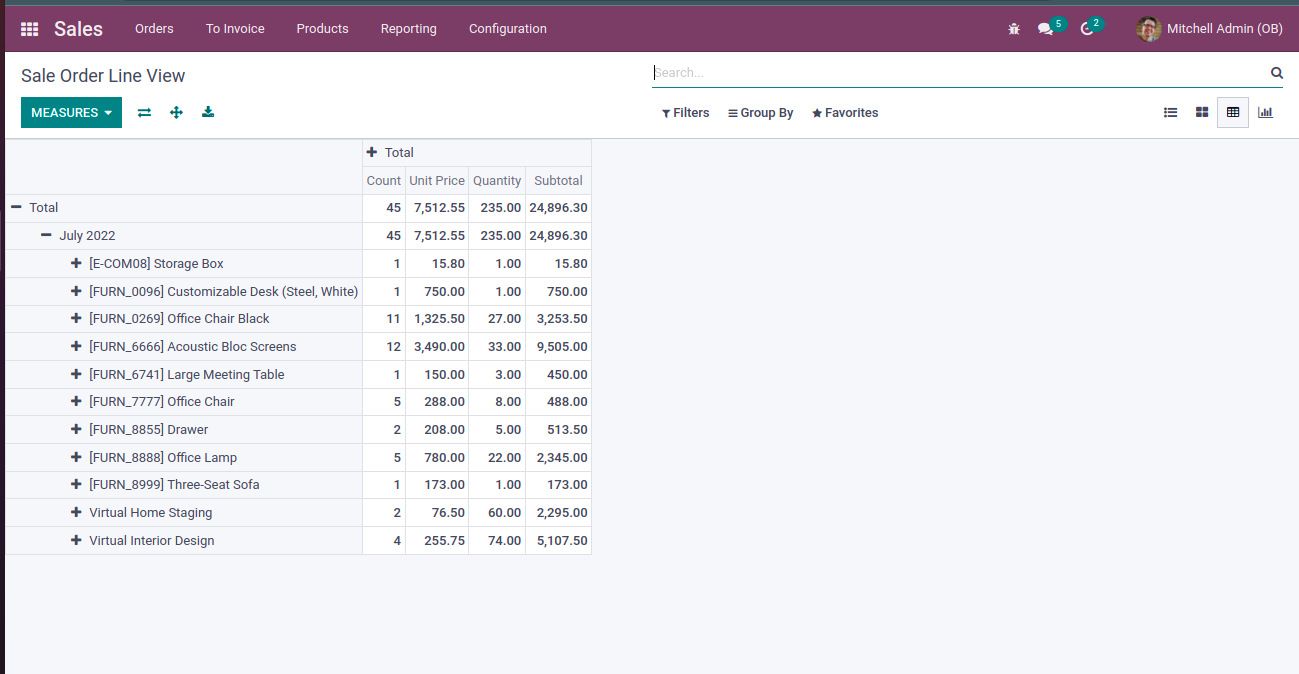 Sales Orders To Invoice Products Reporting Configuration 5 2 Mitchell Admin (OB)
Sale Order Line View Search...
MEASURES Filters Group By Favorites
Total
Count Unit Price Quantity Subtotal
Total 45 7,512.55 235.00 24,896.30
July 2022 45 7,512.55 235.00 24,896.30
[E-COM08] Storage Box 1 15.80 1.00 15.80
[FURN_0096] Customizable Desk (Steel, White) 1 750.00 1.00 750.00
[FURN_0269] Office Chair Black 11 1,325.50 27.00 3,253.50
[FURN_6666] Acoustic Bloc Screens 12 3,490.00 33.00 9,505.00
[FURN_6741] Large Meeting Table 1 150.00 3.00 450.00
[FURN_7777] Office Chair 5 288.00 8.00 488.00
[FURN_8855] Drawer 2 208.00 5.00 513.50
[FURN_8888] Office Lamp 5 780.00 22.00 2,345.00
[FURN_8999] Three-Seat Sofa 1 173.00 1.00 173.00
Virtual Home Staging 2 76.50 60.00 2,295.00
Virtual Interior Design 4 255.75 74.00 5,107.50